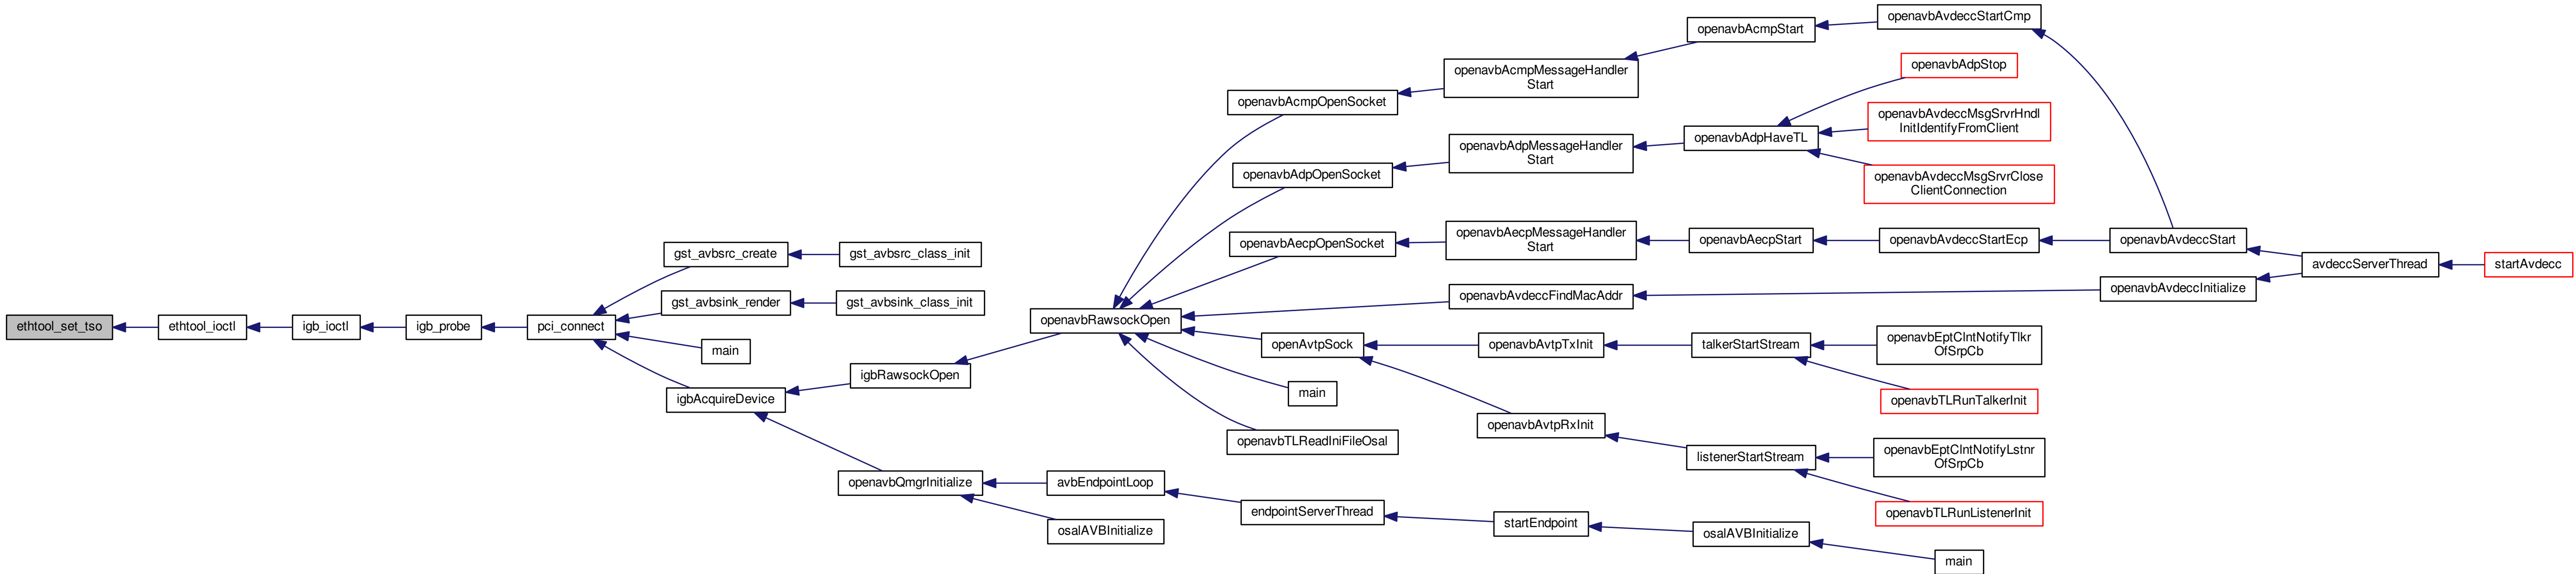 openavbAvdeccStartCmp
openavbAcmpStart
openavbAdpStop
openavbAcmpMessageHandler
Start
openavbAcmpOpenSocket
openavbAvdeccMsgSrvrHndl
InitIdentifyFromClient
openavbAdpHaveTL
openavbAdpMessageHandler
Start
openavbAdpOpenSocket
openavbAvdeccMsgSrvrClose
ClientConnection
openavbAecpMessageHandler
Start
openavbAecpOpenSocket
openavbAecpStart
openavbAvdeccStartEcp
openavbAvdeccStart
gst_avbsrc_create
gst_avbsrc_class_init
avdeccServerThread
startAvdecc
openavbAvdeccInitialize
openavbAvdeccFindMacAddr
gst_avbsink_render
gst_avbsink_class_init
openavbRawsockOpen
ethtool_set_tso
ethtool_ioctl
igb_ioctl
igb_probe
pci_connect
main
openAvtpSock
openavbAvtpTxInit
talkerStartStream
openavbEptClntNotifyTlkr
OfSrpCb
igbRawsockOpen
main
igbAcquireDevice
openavbTLRunTalkerInit
openavbAvtpRxInit
openavbTLReadIniFileOsal
listenerStartStream
openavbEptClntNotifyLstnr
OfSrpCb
openavbQmgrInitialize
avbEndpointLoop
endpointServerThread
openavbTLRunListenerInit
startEndpoint
osalAVBInitialize
osalAVBInitialize
main